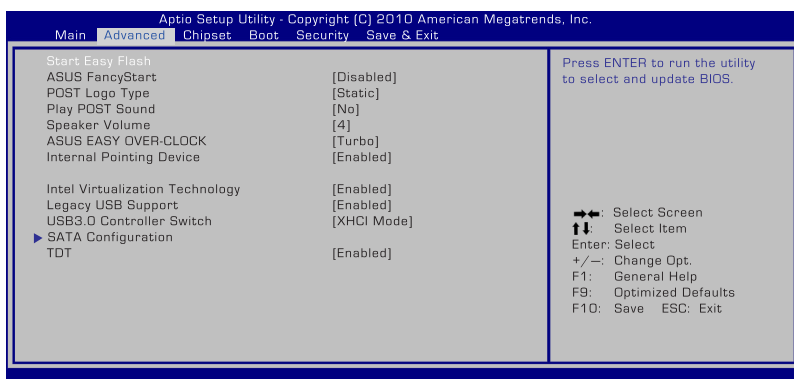 Aptio Setup Utility - Copyright (C) 2010 American Megatrends, Inc.
Main Advanced Chipset Boot Security Save & Exit
Start Easy Flash
ASUS FancyStart [Disabled]
POST Logo Type [Static]
Play POST Sound [No]
Speaker Volume [4]
ASUS EASY OVER-CLOCK [Turbo]
Internal Pointing Device [Enabled]
Intel Virtualization Technology [Enabled]
Legacy USB Support [Enabled]
USB3.0 Controller Switch [XHCI Mode]
SATA Configuration
TDT [Enabled]
Press ENTER to run the utility
to select and update BIOS.
→←: Select Screen
↑↓: Select Item
Enter: Select
+/—: Change Opt.
F1: General Help
F9: Optimized Defaults
F10: Save ESC: Exit